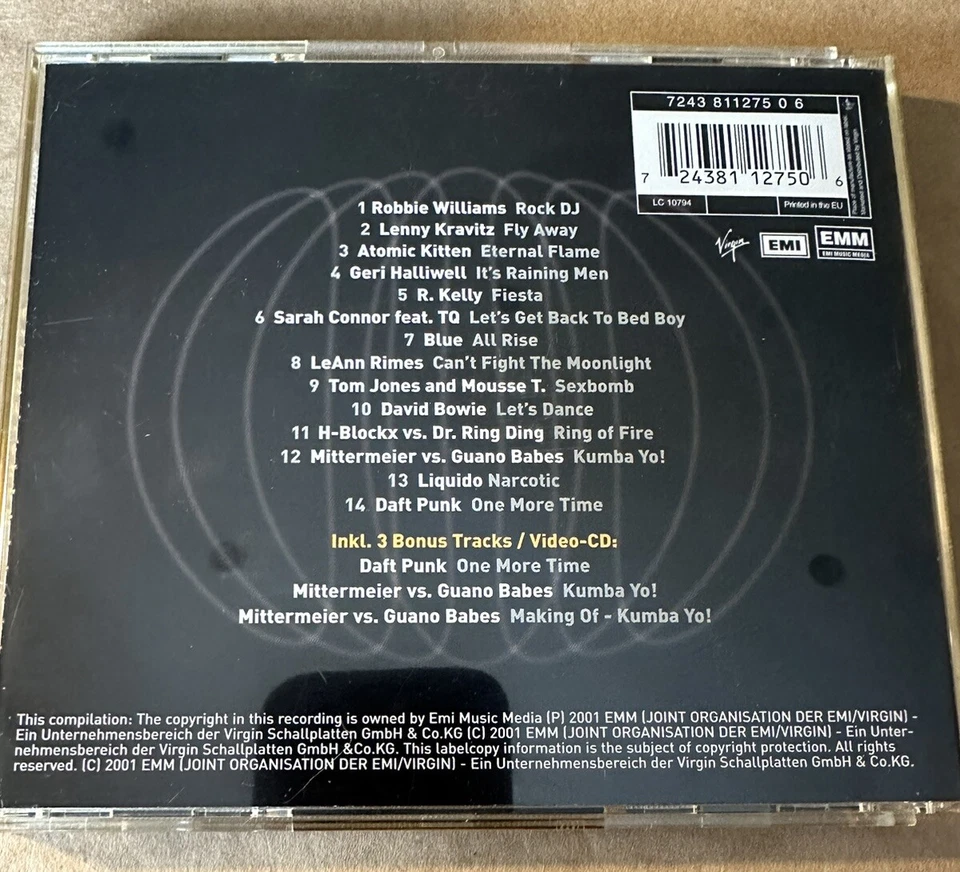 7243 811275 0 6
7 24381 12750 6
LC 10794
Printed in the EU
Virgin
EMI
EMM
EMI MUSIC MEDIA
1 Robbie Williams Rock DJ
2 Lenny Kravitz Fly Away
3 Atomic Kitten Eternal Flame
4 Geri Halliwell It's Raining Men
5 R. Kelly Fiesta
6 Sarah Connor feat. TQ Let's Get Back To Bed Boy
7 Blue All Rise
8 LeAnn Rimes Can't Fight The Moonlight
9 Tom Jones and Mousse T. Sexbomb
10 David Bowie Let's Dance
11 H-Blockx vs. Dr. Ring Ding Ring of Fire
12 Mittermeier vs. Guano Babes Kumba Yo!
13 Liquido Narcotic
14 Daft Punk One More Time
Inkl. 3 Bonus Tracks / Video-CD:
Daft Punk One More Time
Mittermeier vs. Guano Babes Kumba Yo!
Mittermeier vs. Guano Babes Making Of - Kumba Yo!
This compilation: The copyright in this recording is owned by Emi Music Media (P) 2001 EMM (JOINT ORGANISATION DER EMI/VIRGIN) -
Ein Unternehmensbereich der Virgin Schallplatten GmbH & Co.KG (C) 2001 EMM (JOINT ORGANISATION DER EMI/VIRGIN) - Ein Unter-
nehmensbereich der Virgin Schallplatten GmbH &Co.KG. This labelcopy information is the subject of copyright protection. All rights
reserved. (C) 2001 EMM (JOINT ORGANISATION DER EMI/VIRGIN) - Ein Unternehmensbereich der Virgin Schallplatten GmbH & Co.KG.